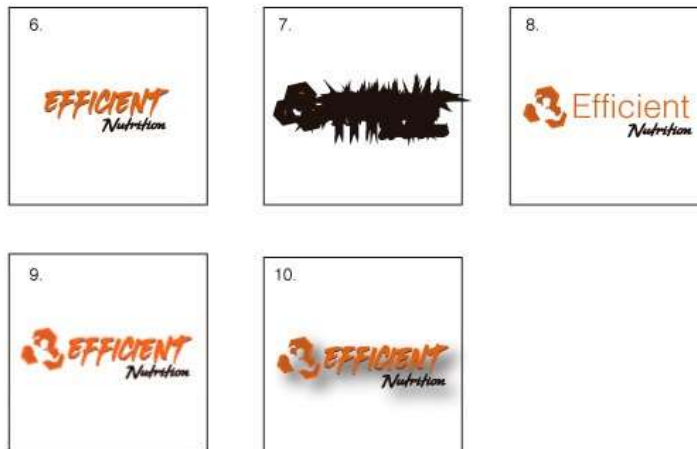 6.
EFFICIENT
Nutrition
7.
8.
Efficient
Nutrition
9.
EFFICIENT
Nutrition
10.
EFFICIENT
Nutrition